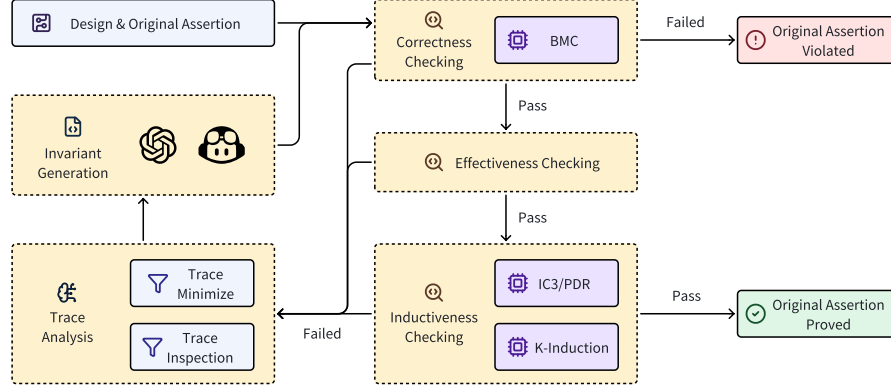 Design & Original Assertion
Correctness
Checking
BMC
Failed
Original Assertion
Violated
Pass
Invariant
Generation
Effectiveness Checking
Pass
Trace
Analysis
Trace
Minimize
Trace
Inspection
Failed
Inductiveness
Checking
IC3/PDR
K-Induction
Pass
Original Assertion
Proved